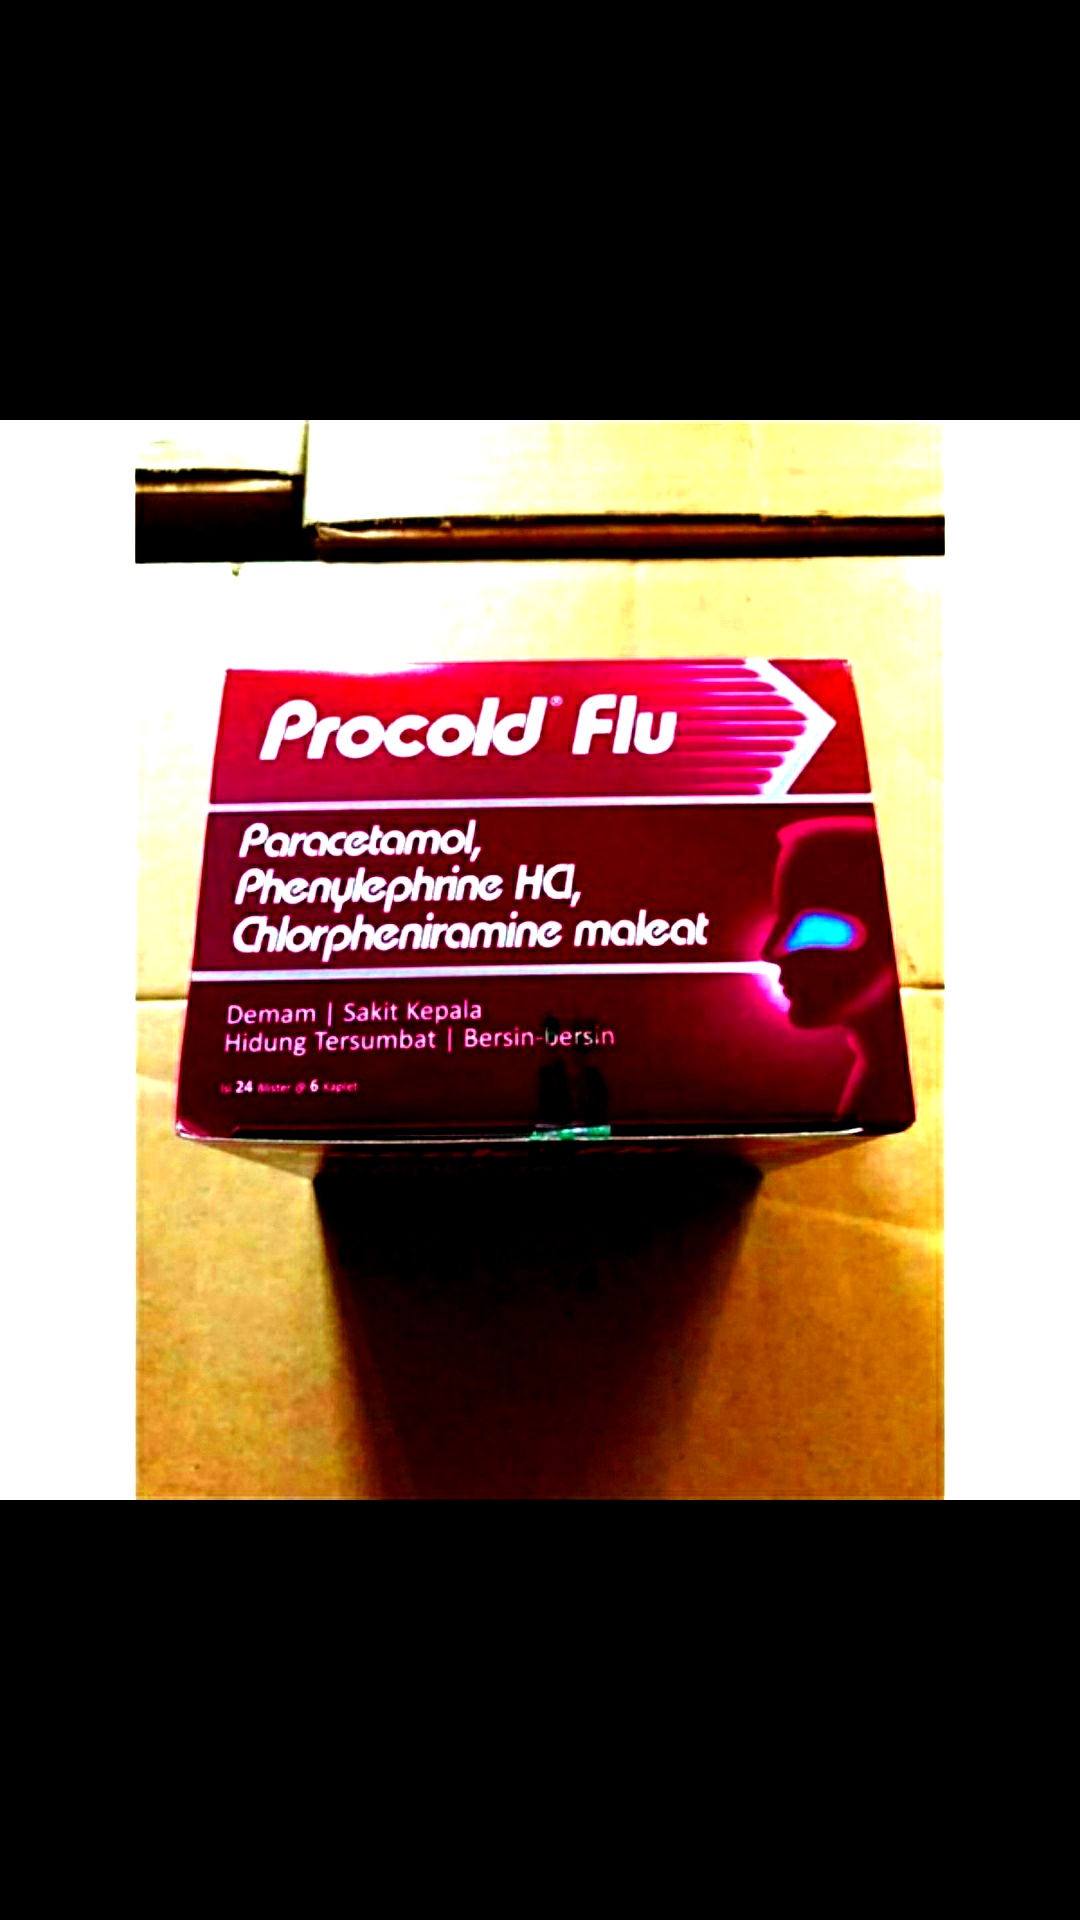 Procold® Flu
Paracetamol,
Phenylephrine HCl,
Chlorpheniramine maleat
Demam | Sakit Kepala
Hidung Tersumbat | Bersin-bersin
Isi 24 Blister @ 6 Kaplet